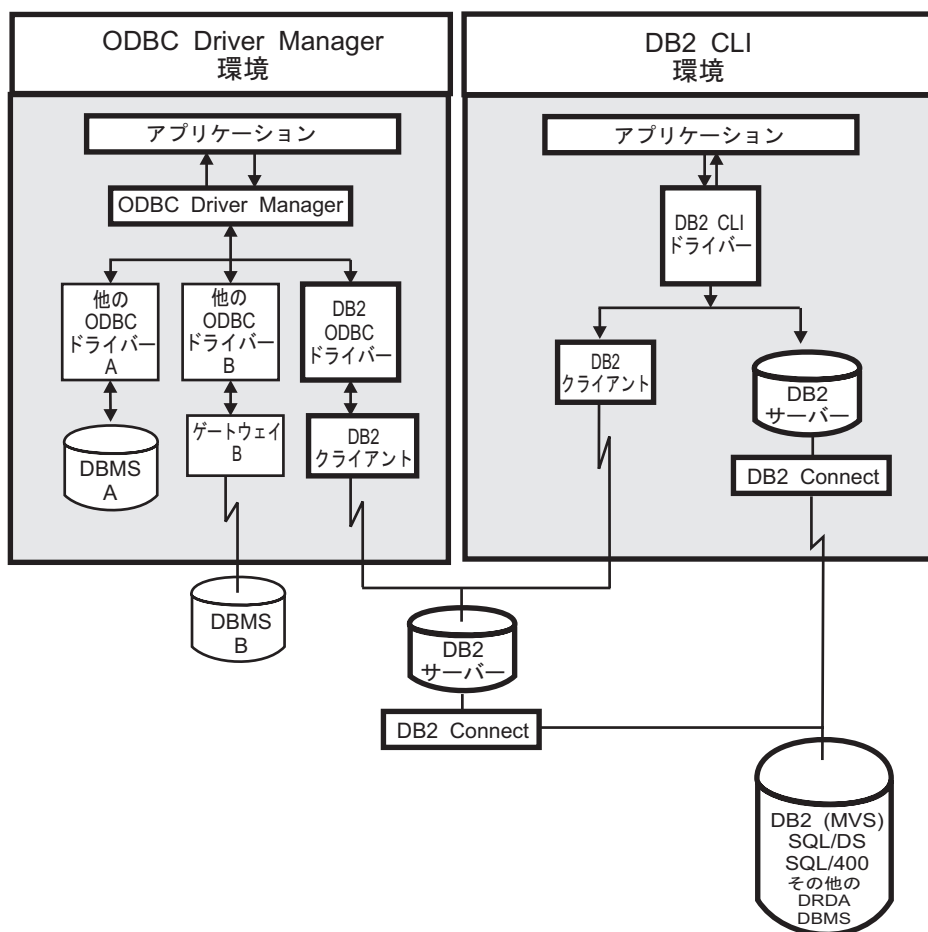 ODBC Driver Manager
環境
アプリケーション
ODBC Driver Manager
他の
ODBC
ドライバー
A
他の
ODBC
ドライバー
B
DB2
ODBC
ドライバー
DBMS
A
ゲートウェイ
B
DB2
クライアント
DBMS
B
DB2 CLI
環境
アプリケーション
DB2 CLI
ドライバー
DB2
クライアント
DB2
サーバー
DB2 Connect
DB2
サーバー
DB2 Connect
DB2 (MVS)
SQL/DS
SQL/400
その他の
DRDA
DBMS